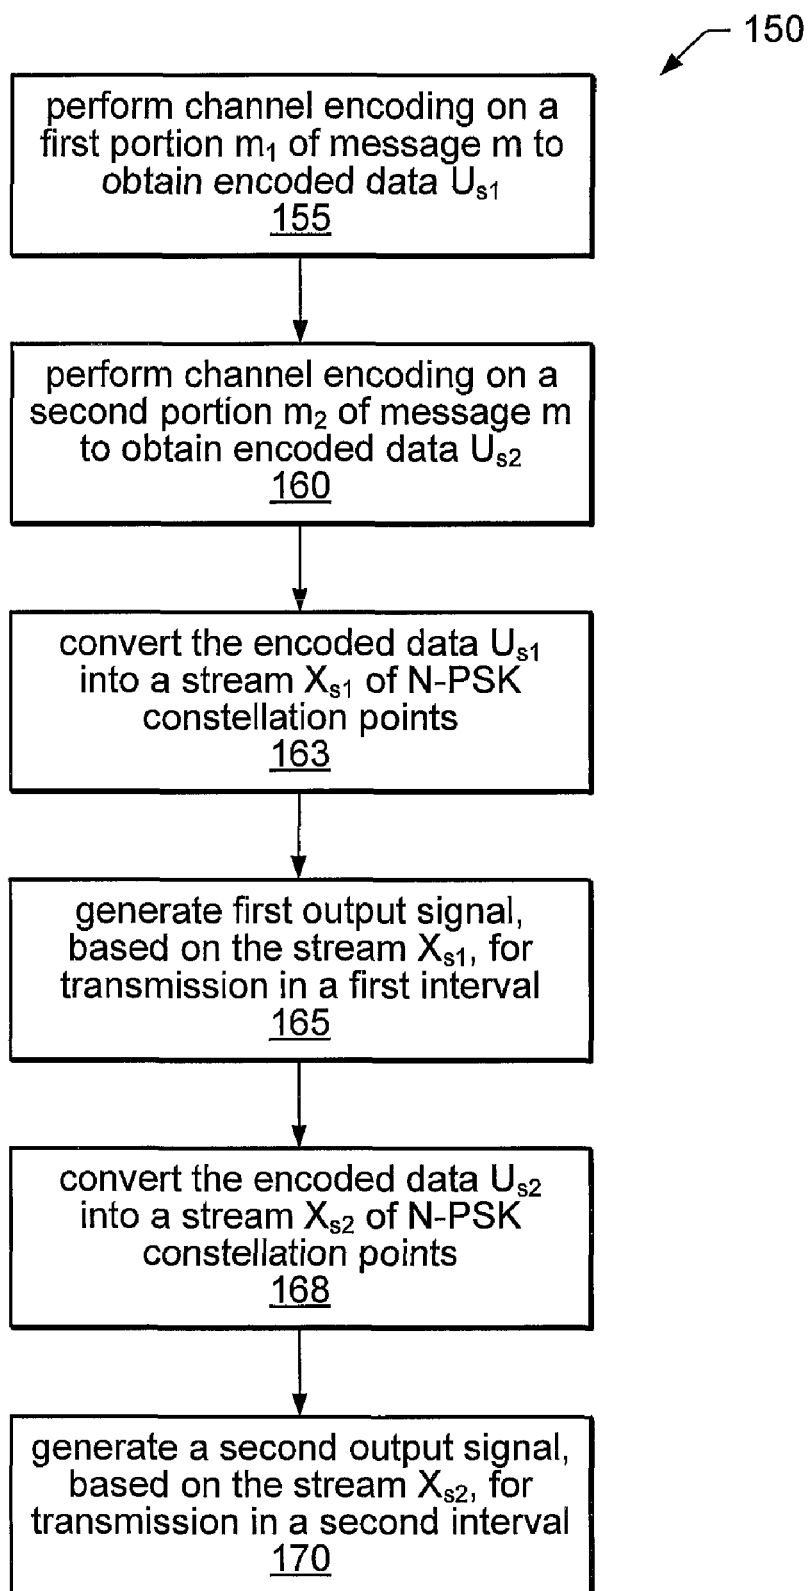 150
perform channel encoding on a
first portion m₁ of message m to
obtain encoded data Uₛ₁
155
perform channel encoding on a
second portion m₂ of message m
to obtain encoded data Uₛ₂
160
convert the encoded data Uₛ₁
into a stream Xₛ₁ of N-PSK
constellation points
163
generate first output signal,
based on the stream Xₛ₁, for
transmission in a first interval
165
convert the encoded data Uₛ₂
into a stream Xₛ₂ of N-PSK
constellation points
168
generate a second output signal,
based on the stream Xₛ₂, for
transmission in a second interval
170